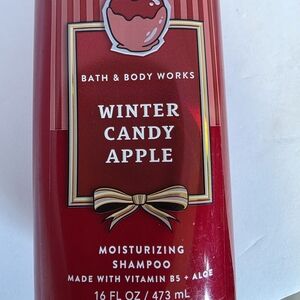 BATH & BODY WORKS
WINTER
CANDY
APPLE
MOISTURIZING
SHAMPOO
MADE WITH VITAMIN B5 + ALOE
16 FL OZ / 473 mL